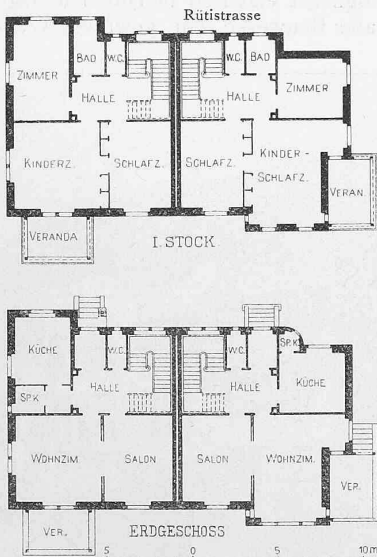 Rütistrasse
BAD W.C. W.C. BAD
ZIMMER ZIMMER
HALLE HALLE
KINDERZ. SCHLAFZ. SCHLAFZ. KINDER-
SCHLAFZ.
VERAN.
VERANDA
I. STOCK.
SP.K.
KÜCHE W.C. W.C. KÜCHE
HALLE HALLE
SP.K.
WOHNZIM. SALON SALON WOHNZIM.
VER. VER.
ERDGESCHOSS
5 0 5 10 m